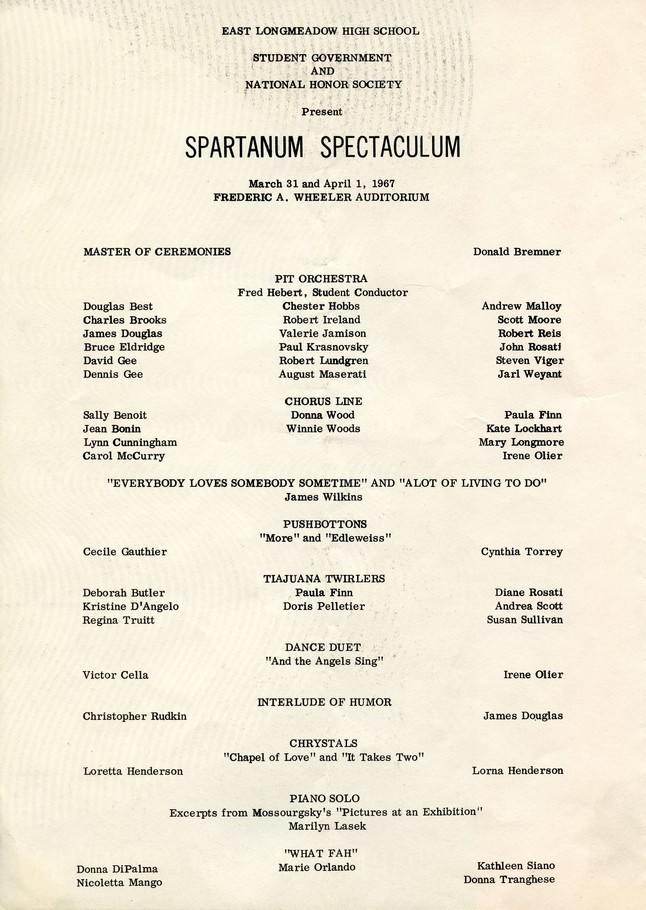 EAST LONGMEADOW HIGH SCHOOL
STUDENT GOVERNMENT
AND
NATIONAL HONOR SOCIETY
Present
SPARTANUM SPECTACULUM
March 31 and April 1, 1967
FREDERIC A. WHEELER AUDITORIUM
MASTER OF CEREMONIES Donald Bremner
PIT ORCHESTRA
Fred Hebert, Student Conductor
Douglas Best Chester Hobbs Andrew Malloy
Charles Brooks Robert Ireland Scott Moore
James Douglas Valerie Jamison Robert Reis
Bruce Eldridge Paul Krasnovsky John Rosati
David Gee Robert Lundgren Steven Viger
Dennis Gee August Maserati Jarl Weyant
CHORUS LINE
Sally Benoit Donna Wood Paula Finn
Jean Bonin Winnie Woods Kate Lockhart
Lynn Cunningham Mary Longmore
Carol McCurry Irene Olier
"EVERYBODY LOVES SOMEBODY SOMETIME" AND "ALOT OF LIVING TO DO"
James Wilkins
PUSHBOTTONS
"More" and "Edleweiss"
Cecile Gauthier Cynthia Torrey
TIAJUANA TWIRLERS
Deborah Butler Paula Finn Diane Rosati
Kristine D'Angelo Doris Pelletier Andrea Scott
Regina Truitt Susan Sullivan
DANCE DUET
"And the Angels Sing"
Victor Cella Irene Olier
INTERLUDE OF HUMOR
Christopher Rudkin James Douglas
CHRYSTALS
"Chapel of Love" and "It Takes Two"
Loretta Henderson Lorna Henderson
PIANO SOLO
Excerpts from Mossourgsky's "Pictures at an Exhibition"
Marilyn Lasek
"WHAT FAH"
Donna DiPalma Marie Orlando Kathleen Siano
Nicoletta Mango Donna Tranghese